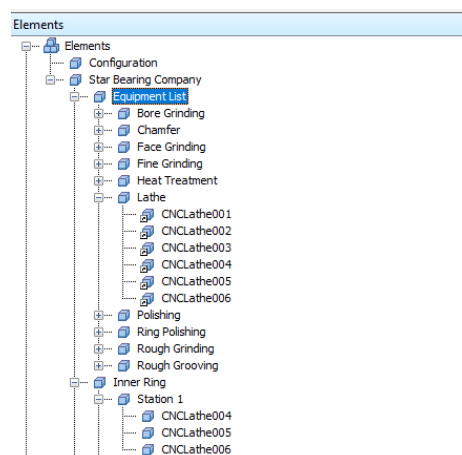 Elements
Elements
Configuration
Star Bearing Company
Equipment List
Bore Grinding
Chamfer
Face Grinding
Fine Grinding
Heat Treatment
Lathe
CNCLathe001
CNCLathe002
CNCLathe003
CNCLathe004
CNCLathe005
CNCLathe006
Polishing
Ring Polishing
Rough Grinding
Rough Grooving
Inner Ring
Station 1
CNCLathe004
CNCLathe005
CNCLathe006